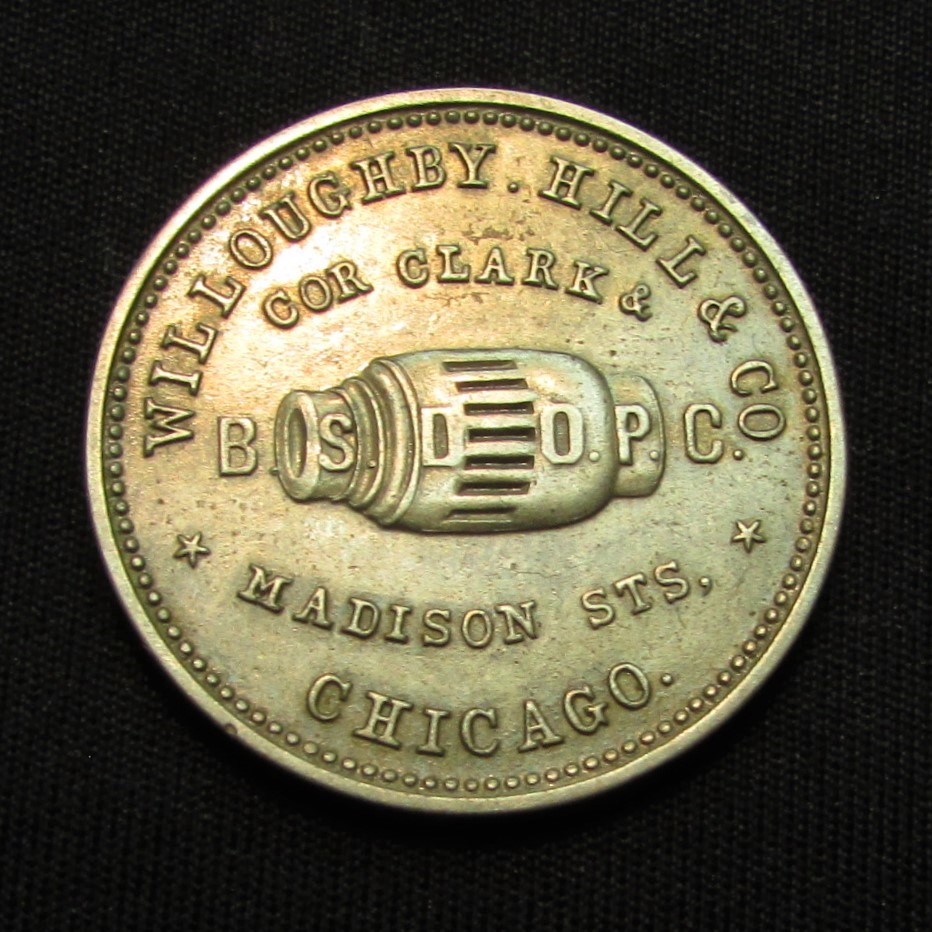 WILLOUGHBY. HILL & CO
COR CLARK &
B.S.D.O.P.C.
MADISON STS,
CHICAGO.